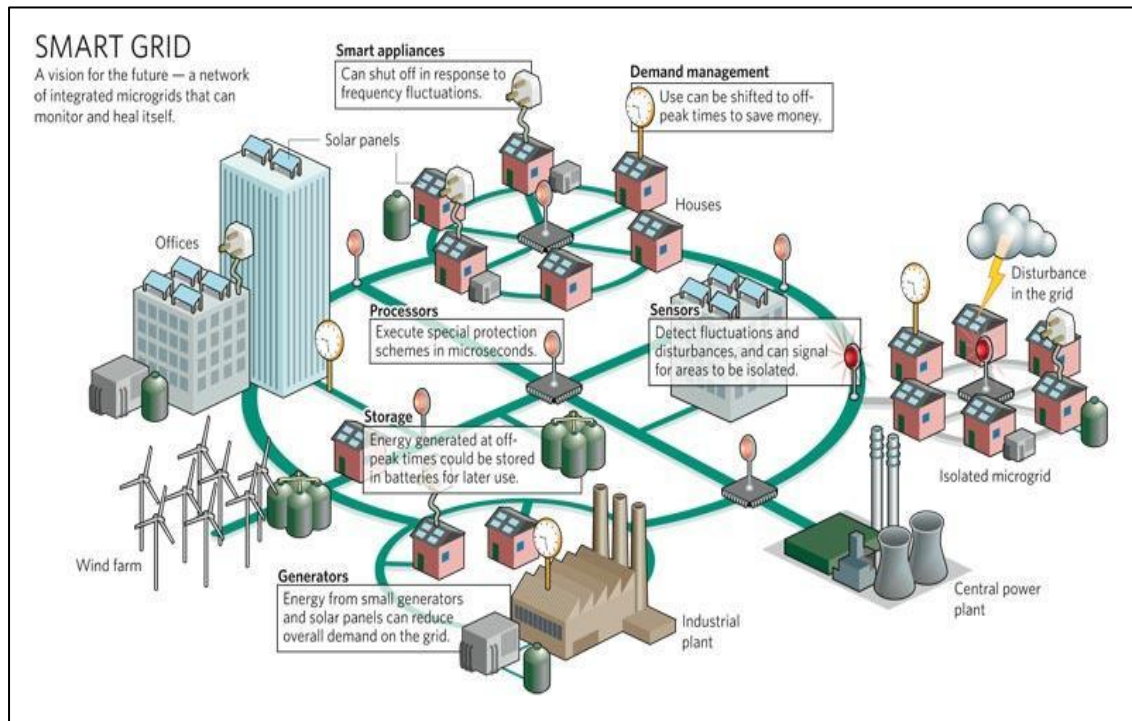 SMART GRID
A vision for the future — a network
of integrated microgrids that can
monitor and heal itself.
Smart appliances
Can shut off in response to
frequency fluctuations.
Demand management
Use can be shifted to off-
peak times to save money.
Solar panels
Houses
Offices
Disturbance
in the grid
Processors
Execute special protection
schemes in microseconds.
Sensors
Detect fluctuations and
disturbances, and can signal
for areas to be isolated.
Storage
Energy generated at off-
peak times could be stored
in batteries for later use.
Isolated microgrid
Wind farm
Generators
Energy from small generators
and solar panels can reduce
overall demand on the grid.
Industrial
plant
Central power
plant